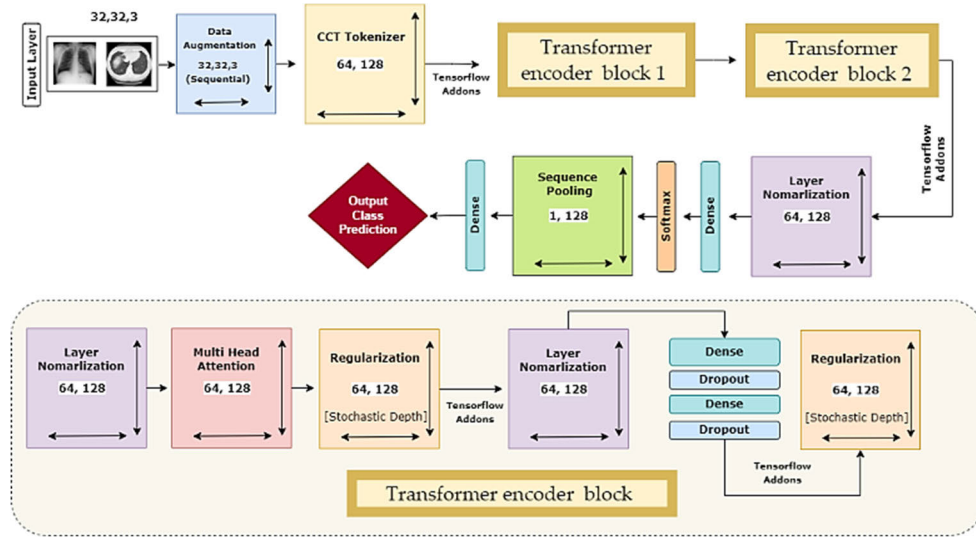 32,32,3
Input Layer
Data
Augmentation
32,32,3
(Sequential)
CCT Tokenizer
64, 128
Tensorflow
Addons
Transformer
encoder block 1
Transformer
encoder block 2
Tensorflow
Addons
Output
Class
Prediction
Dense
Sequence
Pooling
1, 128
Softmax
Dense
Layer
Nomarlization
64, 128
Layer
Nomarlization
64, 128
Multi Head
Attention
64, 128
Regularization
64, 128
[Stochastic Depth]
Tensorflow
Addons
Layer
Nomarlization
64, 128
Dense
Dropout
Dense
Dropout
Tensorflow
Addons
Regularization
64, 128
[Stochastic Depth]
Transformer encoder block